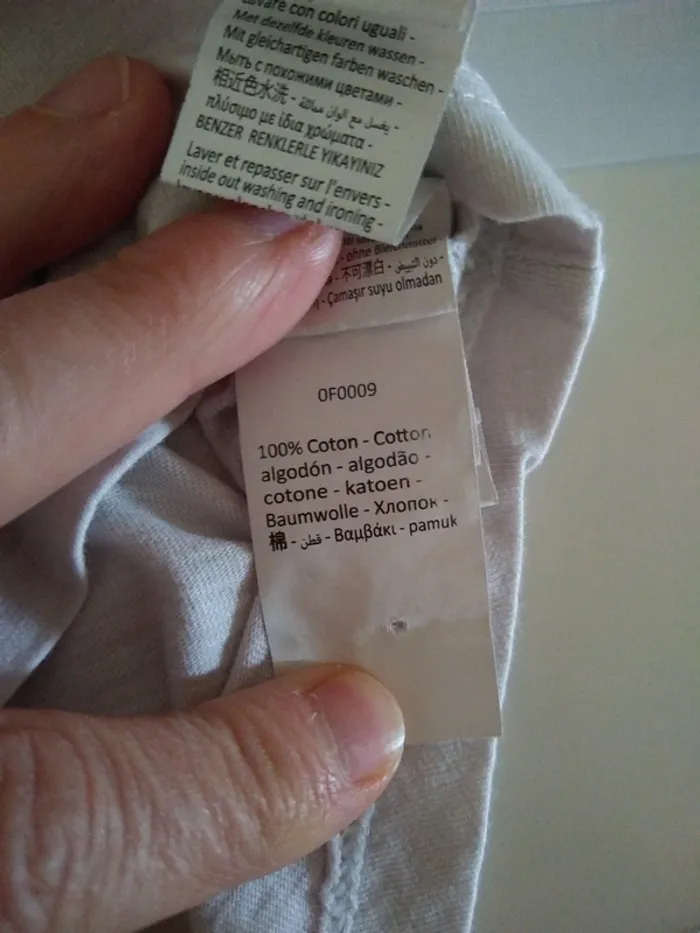 Lavare con colori uguali -
Met dezelfde kleuren wassen -
Mit gleichartigen farben waschen -
Мыть с похожими цветами -
相近色水洗 - يغسل مع الوان مماثلة -
πλύσιμο με ίδια χρώματα -
BENZER RENKLERLE YIKAYINIZ
Laver et repasser sur l'envers -
inside out washing and ironing -
- ohne Bleichmittel -
- 不可漂白 - دون التبييض -
- Çamaşır suyu olmadan
0F0009
100% Coton - Cotton
algodón - algodão -
cotone - katoen -
Baumwolle - Хлопок -
棉 - قطن - Βαμβάκι - pamuk